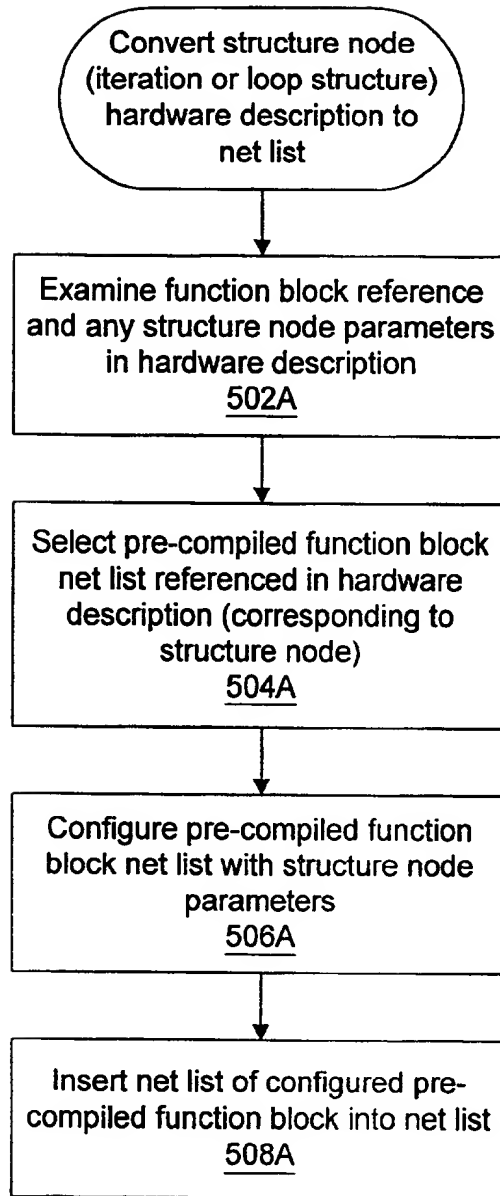 Convert structure node
(iteration or loop structure)
hardware description to
net list
Examine function block reference
and any structure node parameters
in hardware description
502A
Select pre-compiled function block
net list referenced in hardware
description (corresponding to
structure node)
504A
Configure pre-compiled function
block net list with structure node
parameters
506A
Insert net list of configured pre-
compiled function block into net list
508A